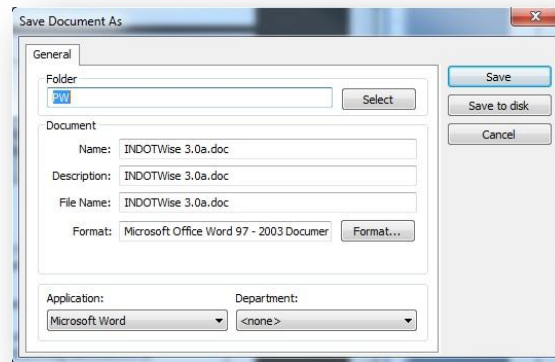 Save Document As
General
Folder
PW
Select
Document
Name: INDOTWise 3.0a.doc
Description: INDOTWise 3.0a.doc
File Name: INDOTWise 3.0a.doc
Format: Microsoft Office Word 97 - 2003 Documer
Format...
Application:
Department:
Microsoft Word
<none>
Save
Save to disk
Cancel